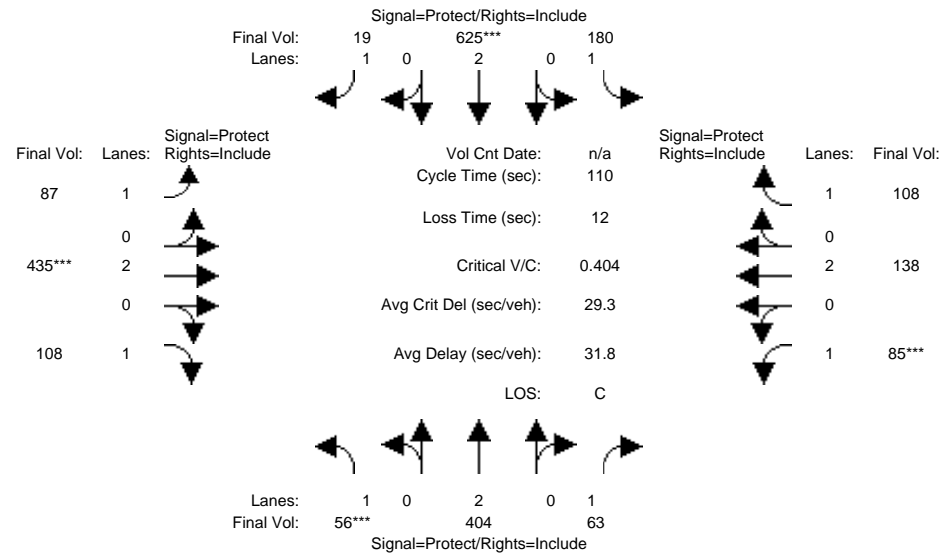 Signal=Protect/Rights=Include
Final Vol: 19 625*** 180
Lanes: 1 0 2 0 1
Signal=Protect
Rights=Include
Final Vol: Lanes:
Vol Cnt Date: n/a
Signal=Protect
Rights=Include
Lanes: Final Vol:
Cycle Time (sec): 110
87 1
1 108
Loss Time (sec): 12
0
0
435*** 2
Critical V/C: 0.404
2 138
0
Avg Crit Del (sec/veh): 29.3
0
108 1
Avg Delay (sec/veh): 31.8
1 85***
LOS: C
Lanes: 1 0 2 0 1
Final Vol: 56*** 404 63
Signal=Protect/Rights=Include